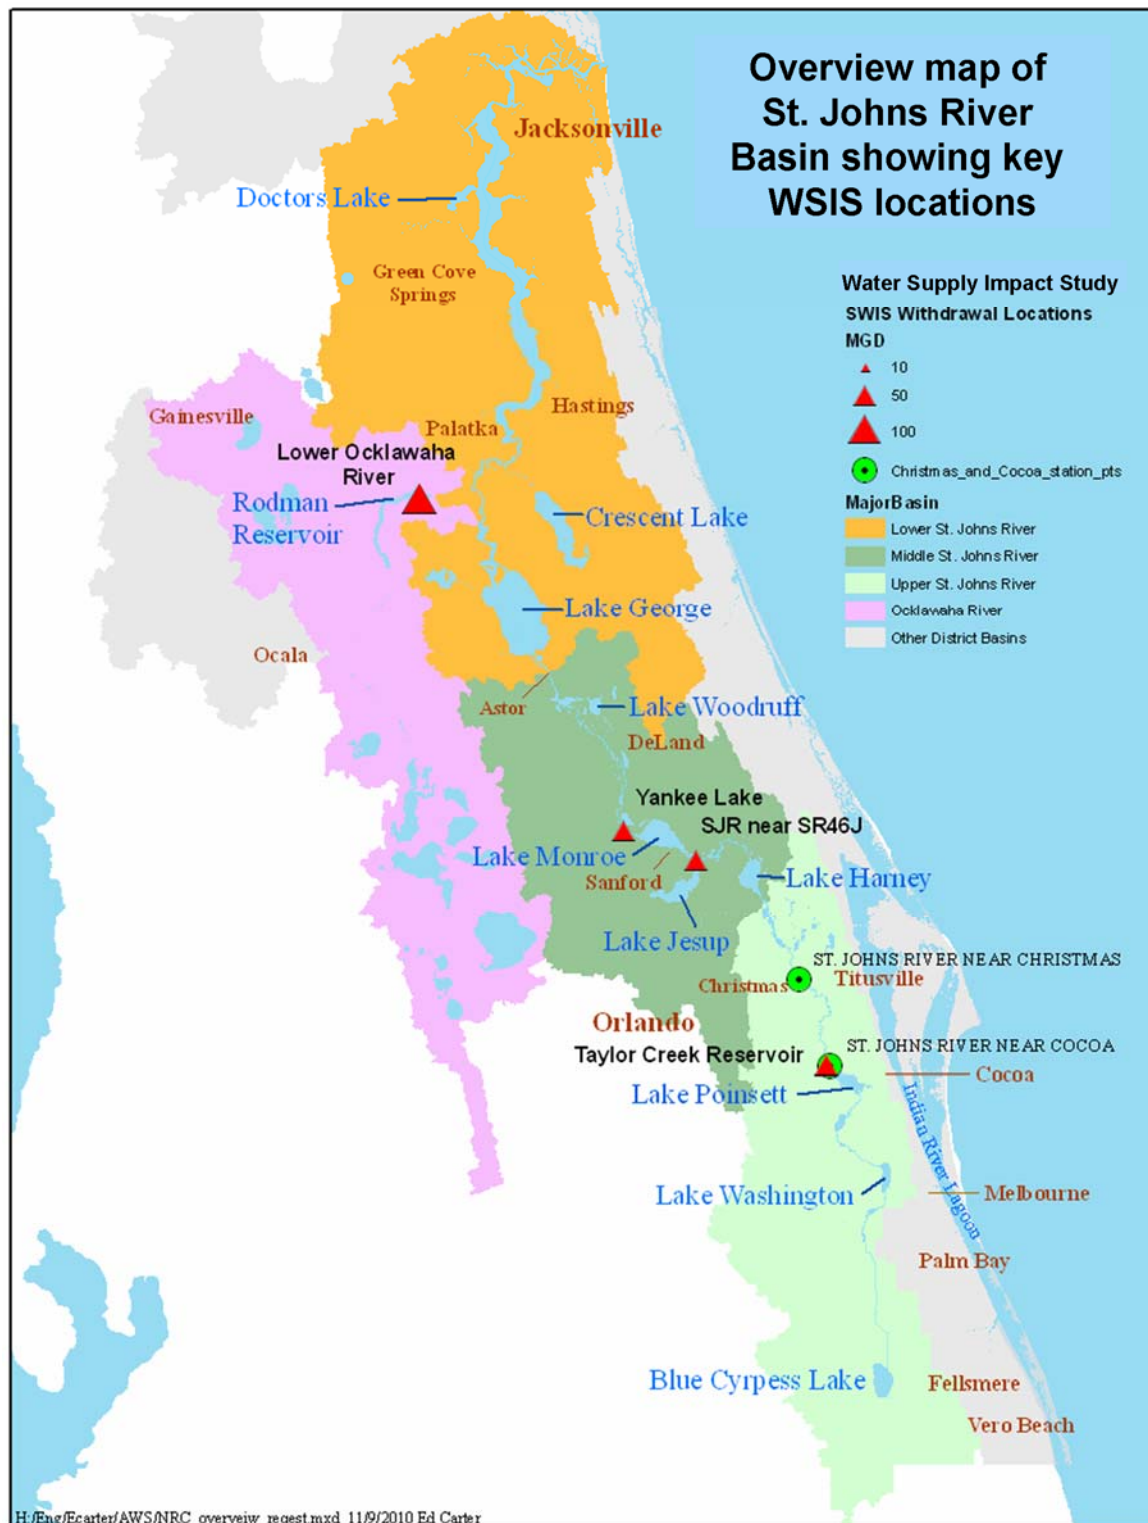 Overview map of
St. Johns River
Basin showing key
WSIS locations
Jacksonville
Doctors Lake
Green Cove
Springs
Water Supply Impact Study
SWIS Withdrawal Locations
MGD
10
50
100
Christmas_and_Cocoa_station_pts
MajorBasin
Lower St. Johns River
Middle St. Johns River
Upper St. Johns River
Ocklawaha River
Other District Basins
Gainesville
Hastings
Palatka
Lower Ocklawaha
River
Rodman
Reservoir
Crescent Lake
Lake George
Ocala
Astor
Lake Woodruff
DeLand
Yankee Lake
SJR near SR46J
Lake Monroe
Sanford
Lake Harney
Lake Jesup
ST. JOHNS RIVER NEAR CHRISTMAS
Christmas
Titusville
Orlando
ST. JOHNS RIVER NEAR COCOA
Taylor Creek Reservoir
Cocoa
Lake Poinsett
Indian River Lagoon
Lake Washington
Melbourne
Palm Bay
Blue Cyrpess Lake
Fellsmere
Vero Beach
H:/Eng/Ecarter/AWS/NRC_overveiw_regest.mxd 11/9/2010 Ed Carter